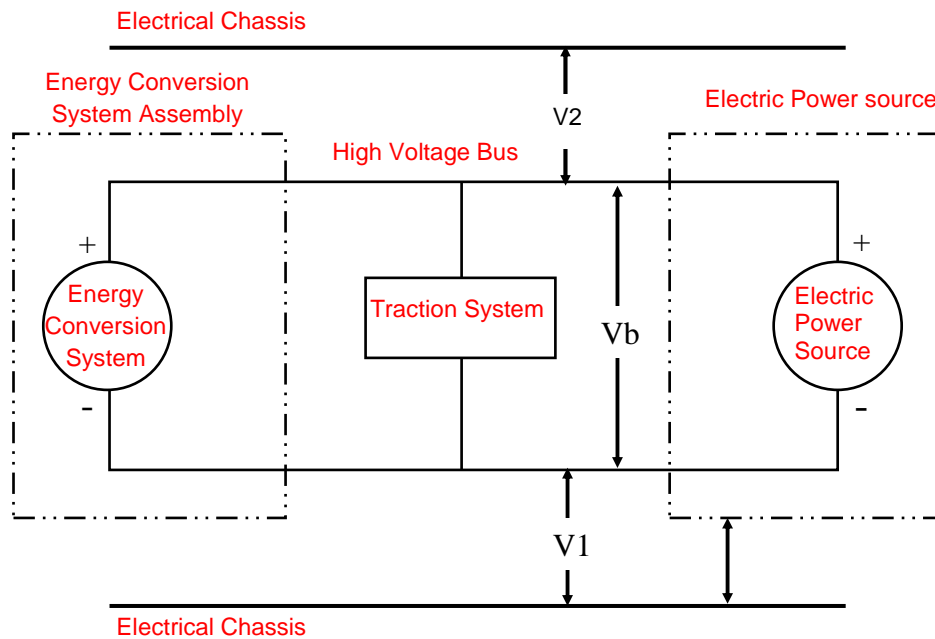 Electrical Chassis
Energy Conversion
System Assembly
V2
Electric Power source
High Voltage Bus
+
+
Energy
Conversion
System
Traction System
Vb
Electric
Power
Source
-
-
V1
Electrical Chassis